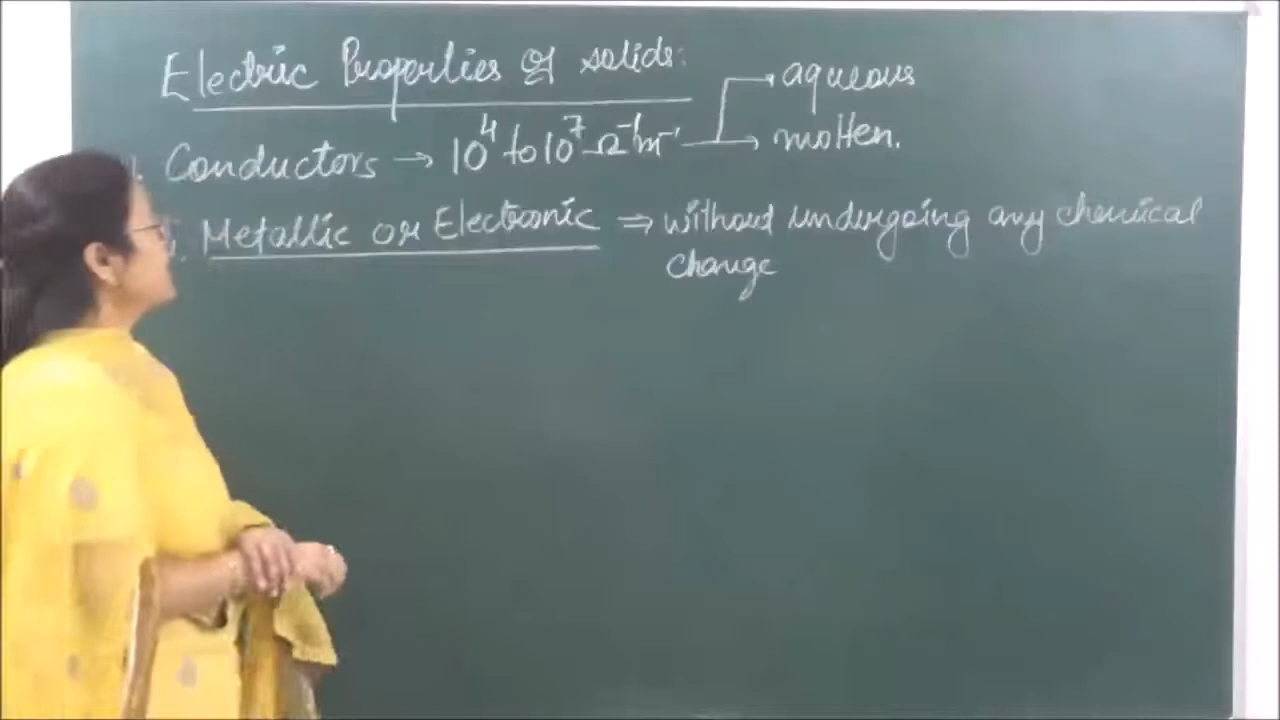 Electric Properties of solids:
aqueous
1. Conductors → 10⁴ to 10⁷ Ω⁻¹m⁻¹ → molten.
i. Metallic or Electronic ⇒ without undergoing any chemical
change